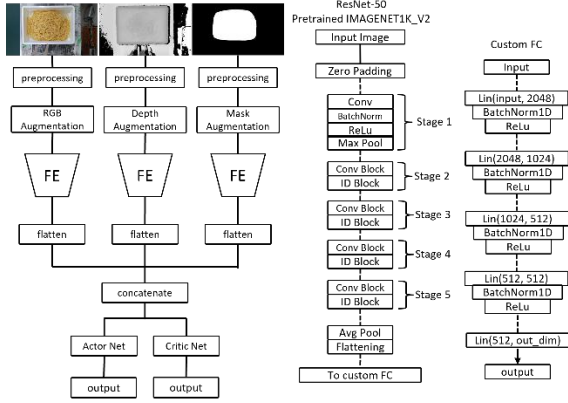 preprocessing
preprocessing
preprocessing
RGB
Augmentation
Depth
Augmentation
Mask
Augmentation
FE
FE
FE
flatten
flatten
flatten
concatenate
Actor Net
Critic Net
output
output
ResNet-50
Pretrained IMAGENET1K_V2
Input Image
Zero Padding
Conv
BatchNorm
ReLu
Max Pool
Stage 1
Conv Block
ID Block
Stage 2
Conv Block
ID Block
Stage 3
Conv Block
ID Block
Stage 4
Conv Block
ID Block
Stage 5
Avg Pool
Flattening
To custom FC
Custom FC
Input
Lin(input, 2048)
BatchNorm1D
ReLu
Lin(2048, 1024)
BatchNorm1D
ReLu
Lin(1024, 512)
BatchNorm1D
ReLu
Lin(512, 512)
BatchNorm1D
ReLu
Lin(512, out_dim)
output